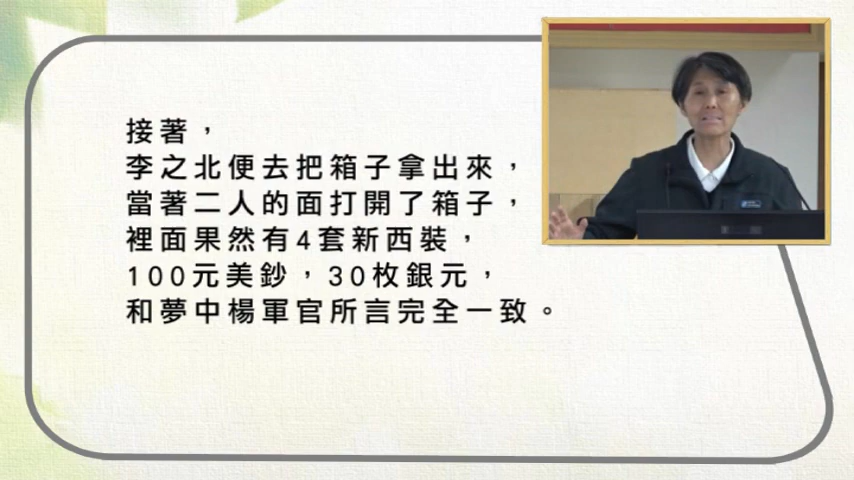 接著，
李之北便去把箱子拿出來，
當著二人的面打開了箱子，
裡面果然有4套新西裝，
100元美鈔，30枚銀元，
和夢中楊軍官所言完全一致。